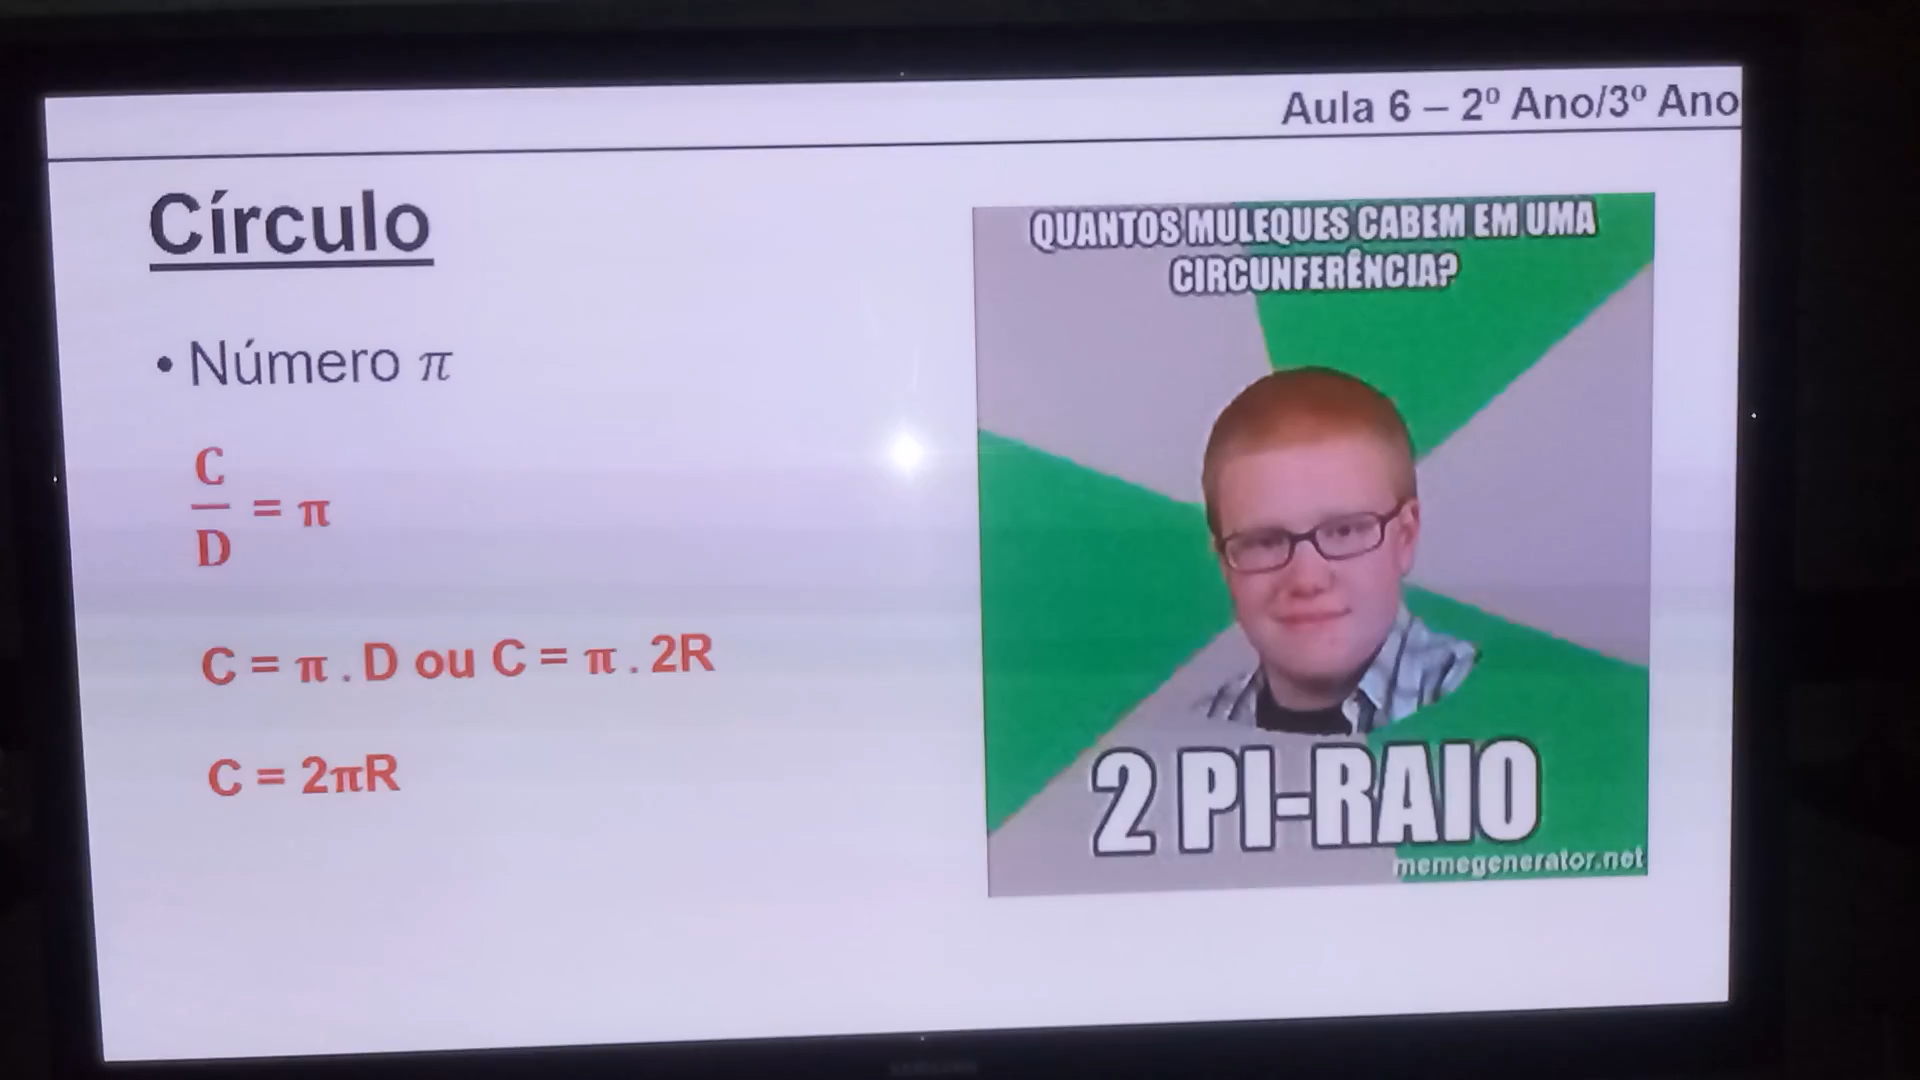 Aula 6 – 2º Ano/3º Ano
Círculo
• Número π
C
D
= π
C = π . D ou C = π . 2R
C = 2πR
QUANTOS MULEQUES CABEM EM UMA
CIRCUNFERÊNCIA?
2 PI-RAIO
memegenerator.net